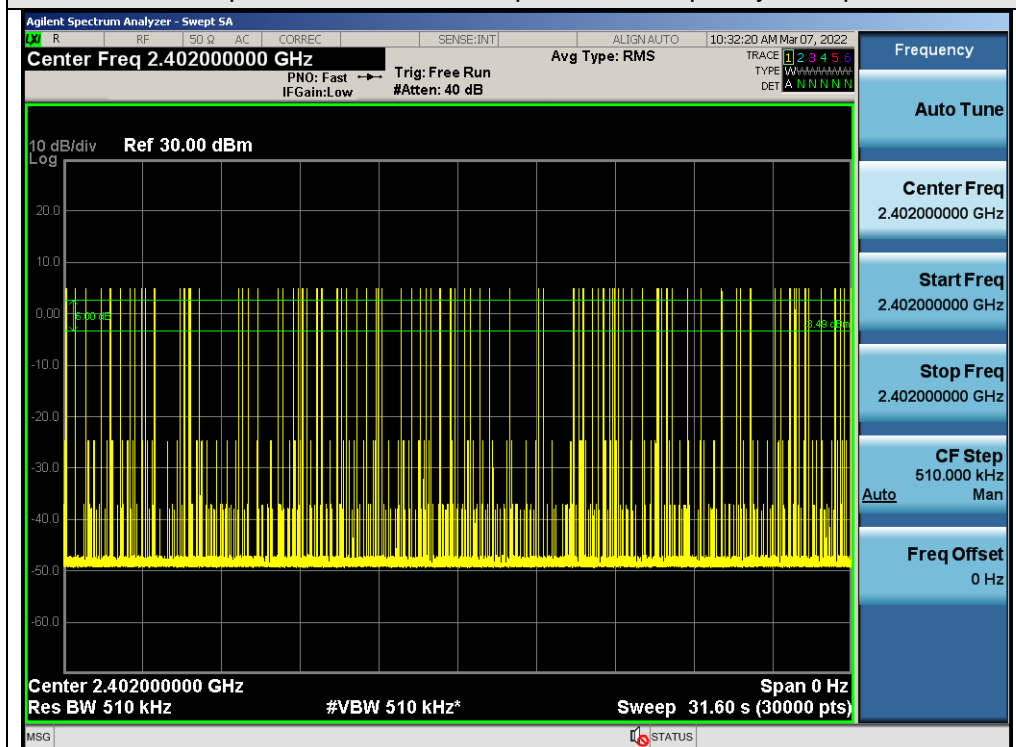 Agilent Spectrum Analyzer - Swept SA
LXI R RF 50 Ω AC CORREC SENSE:INT ALIGN AUTO 10:32:20 AM Mar 07, 2022
Center Freq 2.402000000 GHz
PNO: Fast
IFGain:Low
Trig: Free Run
#Atten: 40 dB
Avg Type: RMS
TRACE 1 2 3 4 5 6
TYPE W
DET A N N N N N
10 dB/div Ref 30.00 dBm
Log
20.0
10.0
0.00
6.00 dB
-3.49 dBm
-10.0
-20.0
-30.0
-40.0
-50.0
-60.0
Center 2.402000000 GHz Span 0 Hz
Res BW 510 kHz #VBW 510 kHz* Sweep 31.60 s (30000 pts)
MSG STATUS
Frequency
Auto Tune
Center Freq
2.402000000 GHz
Start Freq
2.402000000 GHz
Stop Freq
2.402000000 GHz
CF Step
510.000 kHz
Auto Man
Freq Offset
0 Hz